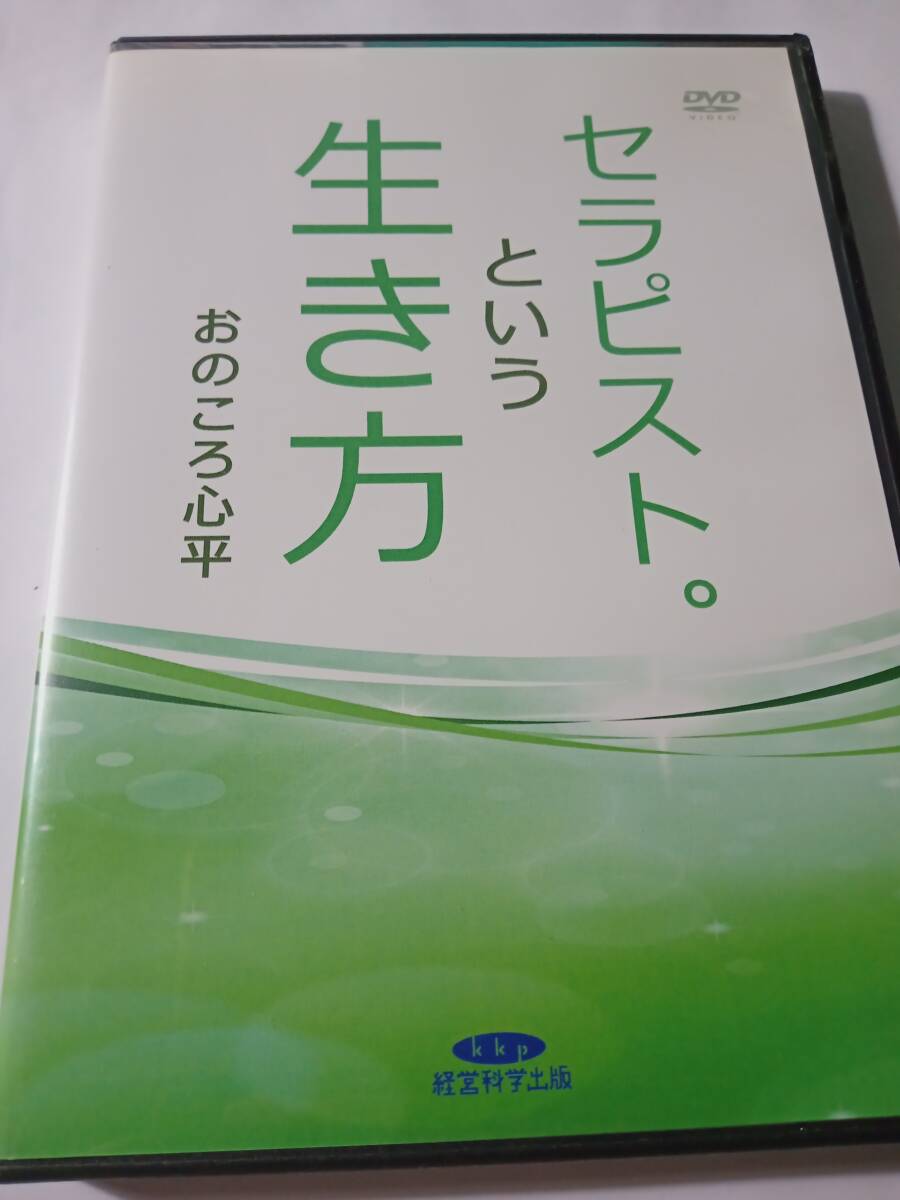 セラピスト。
という
生き方
おのころ心平
DVD
VIDEO
kkp
経営科学出版